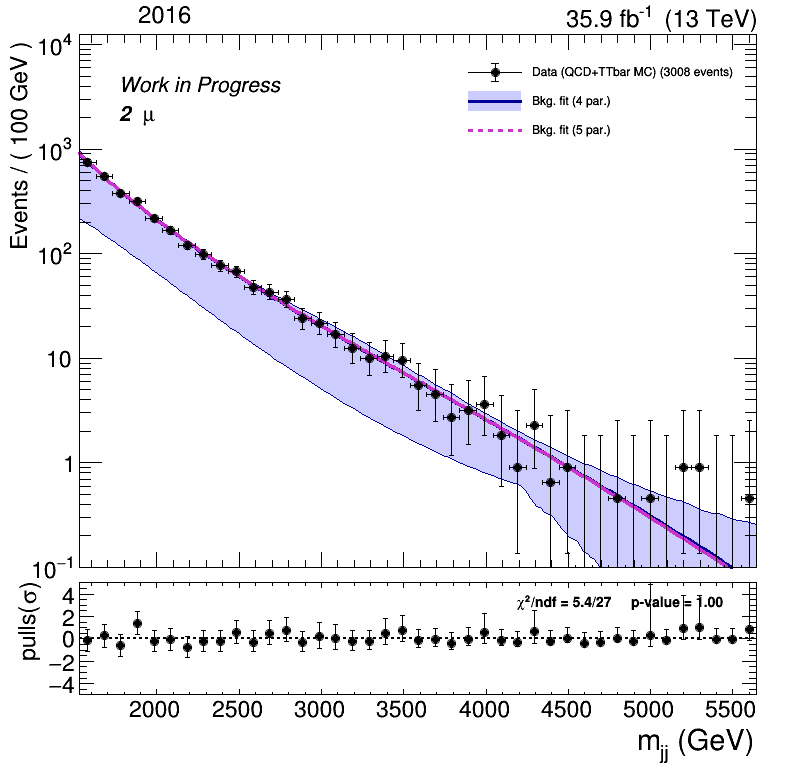 2016 35.9 fb⁻¹ (13 TeV)
Work in Progress
2 μ
Data (QCD+TTbar MC) (3008 events)
Bkg. fit (4 par.)
Bkg. fit (5 par.)
Events / ( 100 GeV )
10⁴
10³
10²
10
1
10⁻¹
χ²/ndf = 5.4/27 p-value = 1.00
pulls(σ)
4
2
0
−2
−4
2000 2500 3000 3500 4000 4500 5000 5500
m_jj (GeV)